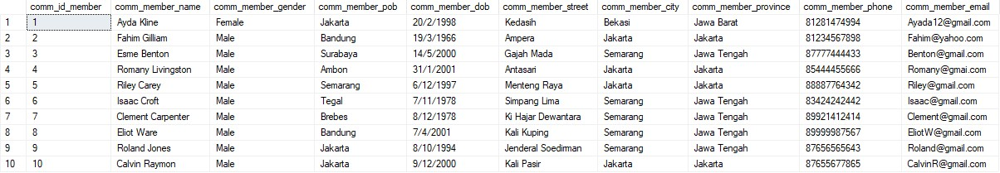 comm_id_member comm_member_name comm_member_gender comm_member_pob comm_member_dob comm_member_street comm_member_city comm_member_province comm_member_phone comm_member_email
1 1 Ayda Kline Female Jakarta 20/2/1998 Kedasih Bekasi Jawa Barat 81281474994 Ayada12@gmail.com
2 2 Fahim Gilliam Male Bandung 19/3/1966 Ampera Jakarta Jakarta 81234567898 Fahim@yahoo.com
3 3 Esme Benton Male Surabaya 14/5/2000 Gajah Mada Semarang Jawa Tengah 87777444433 Benton@gmail.com
4 4 Romany Livingston Male Ambon 31/1/2001 Antasari Jakarta Jakarta 85444455666 Romany@gmai.com
5 5 Riley Carey Male Semarang 6/12/1997 Menteng Raya Jakarta Jakarta 88887764342 Riley@gmail.com
6 6 Isaac Croft Male Tegal 7/11/1978 Simpang Lima Semarang Jawa Tengah 83424242442 Isaac@gmail.com
7 7 Clement Carpenter Male Brebes 8/12/1978 Ki Hajar Dewantara Semarang Jawa Tengah 89921412414 Clement@gmail.com
8 8 Eliot Ware Male Bandung 7/4/2001 Kali Kuping Semarang Jawa Tengah 89999987567 EliotW@gmail.com
9 9 Roland Jones Male Jakarta 8/10/1994 Jenderal Soedirman Semarang Jawa Tengah 87656565643 Roland@gmail.com
10 10 Calvin Raymon Male Jakarta 9/12/2000 Kali Pasir Jakarta Jakarta 87655677865 CalvinR@gmail.com